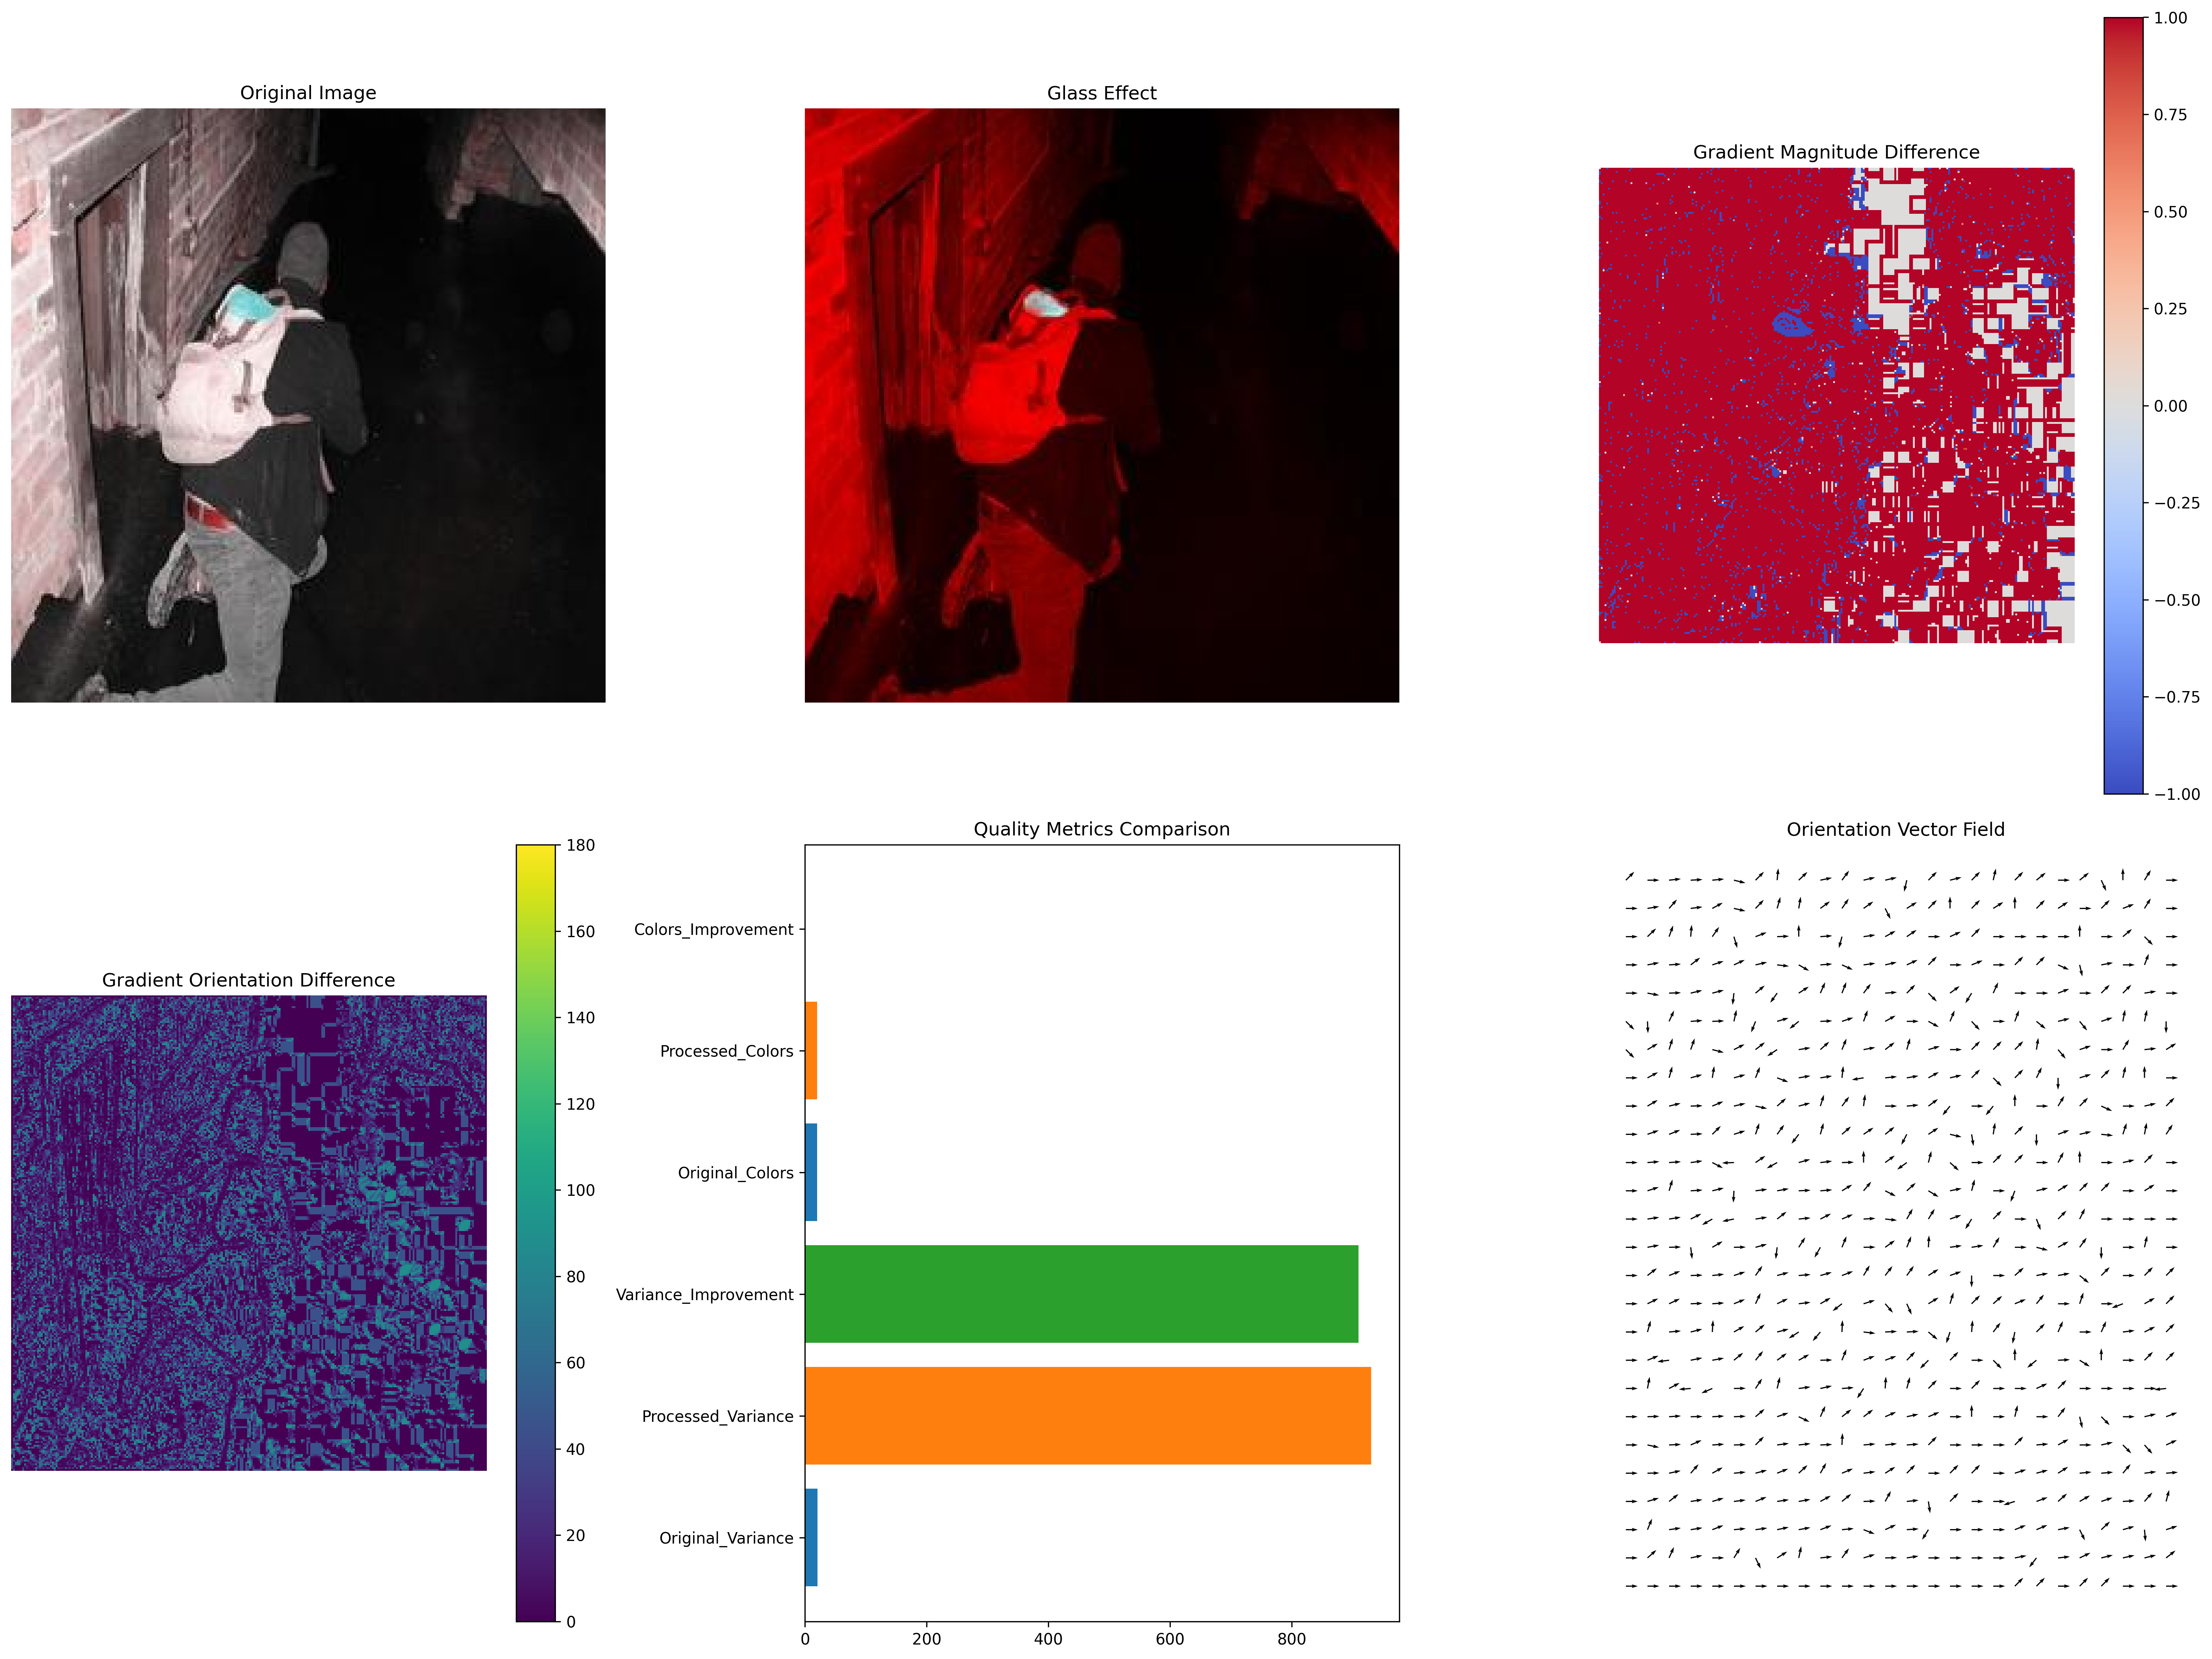 Original Image
Glass Effect
Gradient Magnitude Difference
1.00
0.75
0.50
0.25
0.00
−0.25
−0.50
−0.75
−1.00
Gradient Orientation Difference
180
160
140
120
100
80
60
40
20
0
Quality Metrics Comparison
Colors_Improvement
Processed_Colors
Original_Colors
Variance_Improvement
Processed_Variance
Original_Variance
0 200 400 600 800
Orientation Vector Field